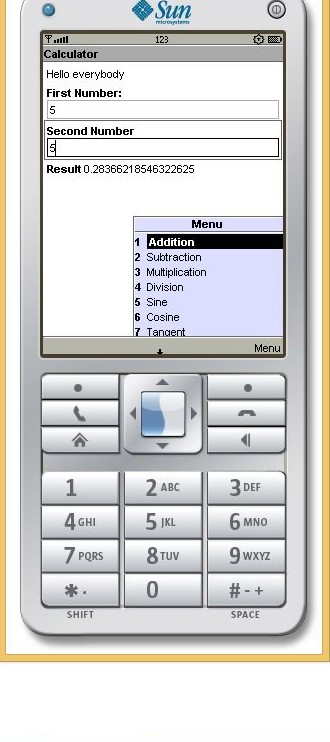 Sun
microsystems
123
Calculator
Hello everybody
First Number:
5
Second Number
5
Result 0.28366218546322625
Menu
1 Addition
2 Subtraction
3 Multiplication
4 Division
5 Sine
6 Cosine
7 Tangent
Menu
1 2 ABC 3 DEF
4 GHI 5 JKL 6 MNO
7 PQRS 8 TUV 9 WXYZ
* . 0 # - +
SHIFT SPACE